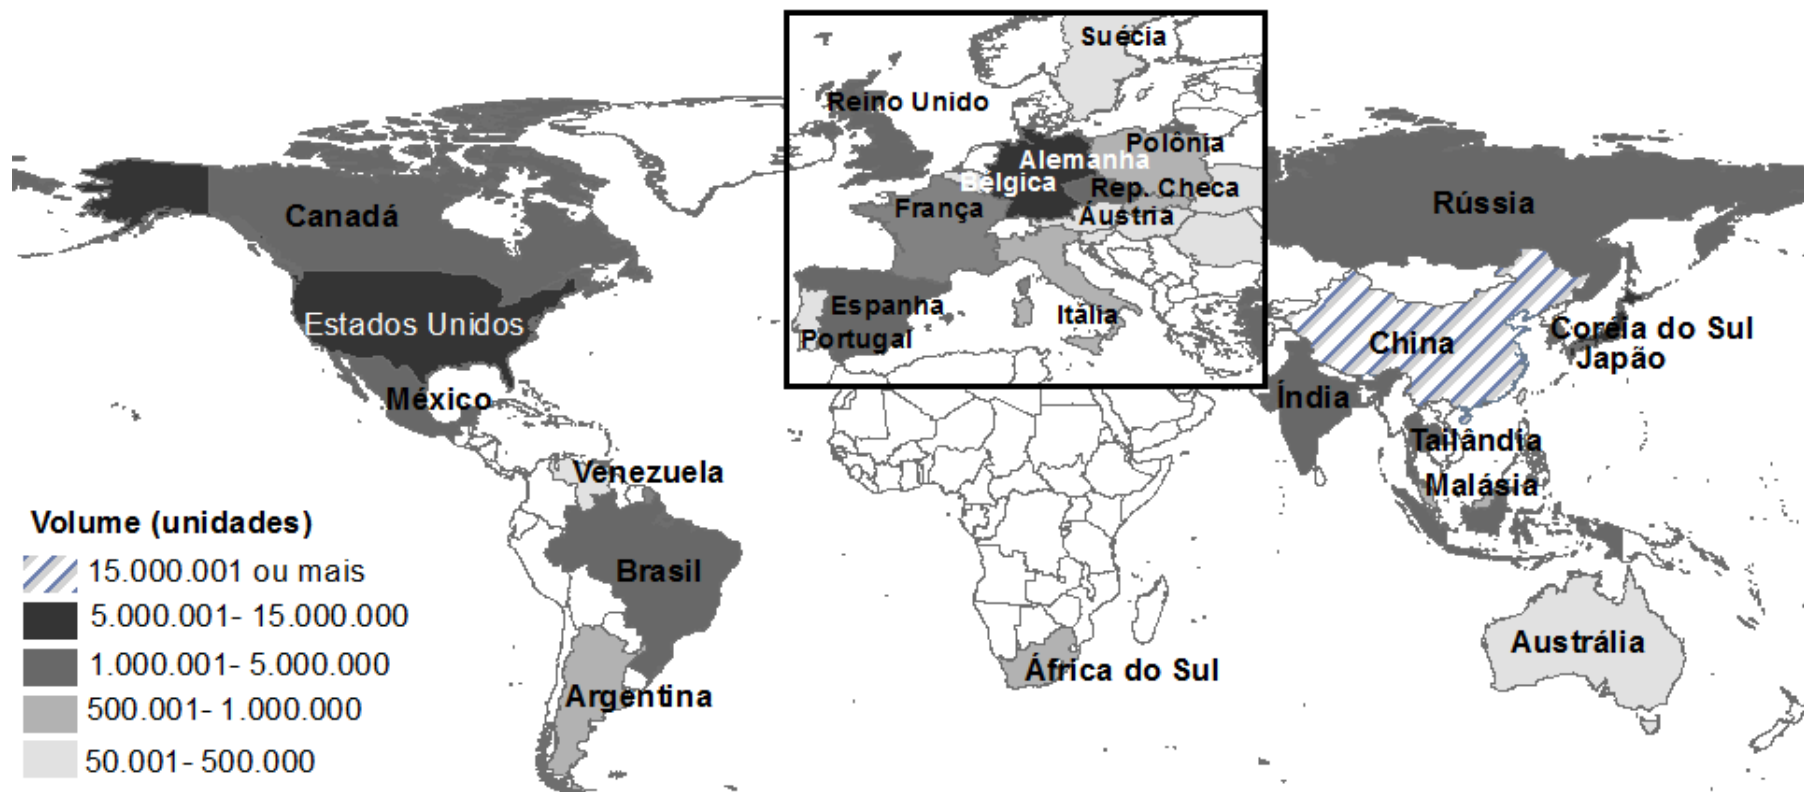 Suécia
Reino Unido
Polônia
Alemanha
Bélgica
Rep. Checa
França
Áustria
Espanha
Itália
Portugal
Canadá
Estados Unidos
México
Venezuela
Brasil
Argentina
África do Sul
Rússia
China
Coréia do Sul
Japão
Índia
Tailândia
Malásia
Austrália
Volume (unidades)
15.000.001 ou mais
5.000.001- 15.000.000
1.000.001- 5.000.000
500.001- 1.000.000
50.001- 500.000